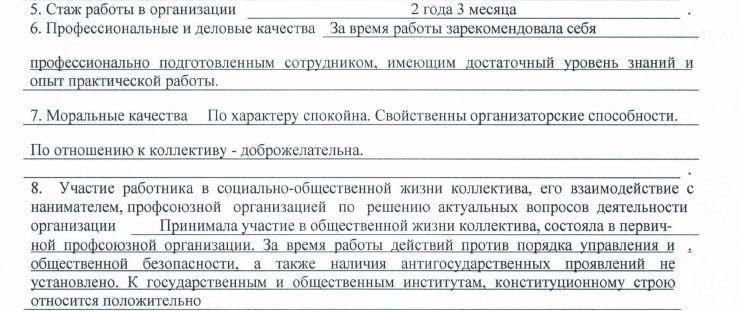 5. Стаж работы в организации 2 года 3 месяца .
6. Профессиональные и деловые качества За время работы зарекомендовала себя
профессионально подготовленным сотрудником, имеющим достаточный уровень знаний и
опыт практической работы.
7. Моральные качества По характеру спокойна. Свойственны организаторские способности.
По отношению к коллективу - доброжелательна.
.
8. Участие работника в социально-общественной жизни коллектива, его взаимодействие с
нанимателем, профсоюзной организацией по решению актуальных вопросов деятельности
организации Принимала участие в общественной жизни коллектива, состояла в первич-
ной профсоюзной организации. За время работы действий против порядка управления и .
общественной безопасности, а также наличия антигосударственных проявлений не
установлено. К государственным и общественным институтам, конституционному строю
относится положительно